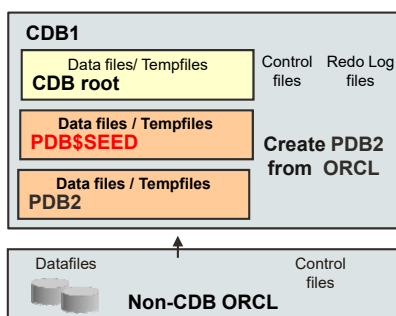 CDB1
Data files/ Tempfiles
CDB root
Control
files
Redo Log
files
Data files / Tempfiles
PDB$SEED
Create PDB2
from ORCL
Data files / Tempfiles
PDB2
Datafiles
Control
files
Non-CDB ORCL